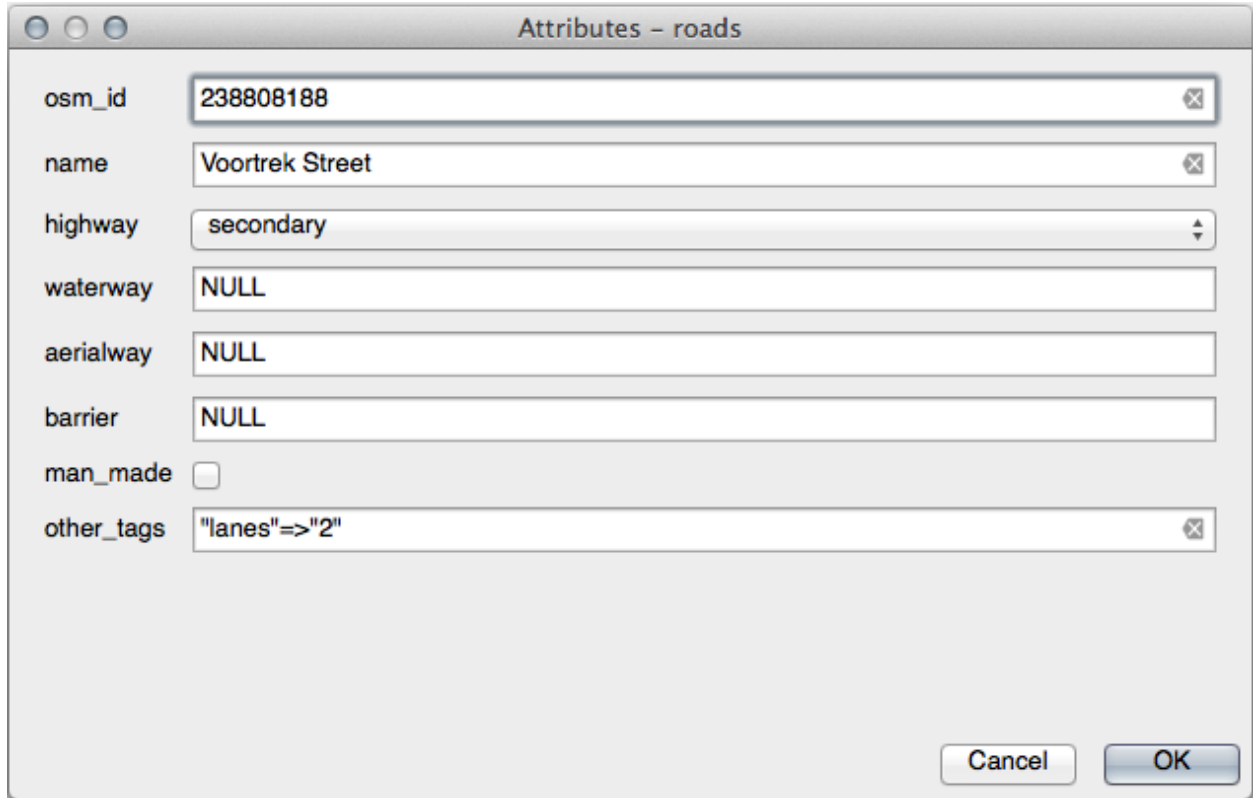 Attributes – roads
osm_id 238808188
name Voortrek Street
highway secondary
waterway NULL
aerialway NULL
barrier NULL
man_made
other_tags "lanes"=>"2"
Cancel OK